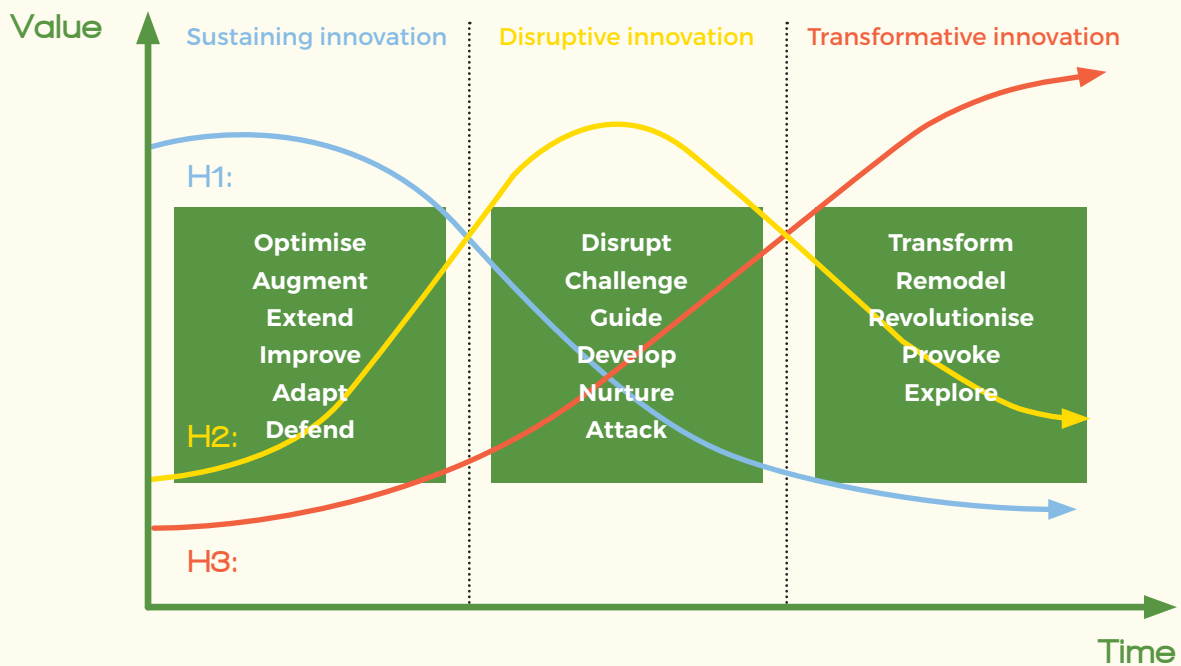 Value
Sustaining innovation
Disruptive innovation
Transformative innovation
H1:
Optimise
Augment
Extend
Improve
Adapt
Defend
H2:
H3:
Disrupt
Challenge
Guide
Develop
Nurture
Attack
Transform
Remodel
Revolutionise
Provoke
Explore
Time